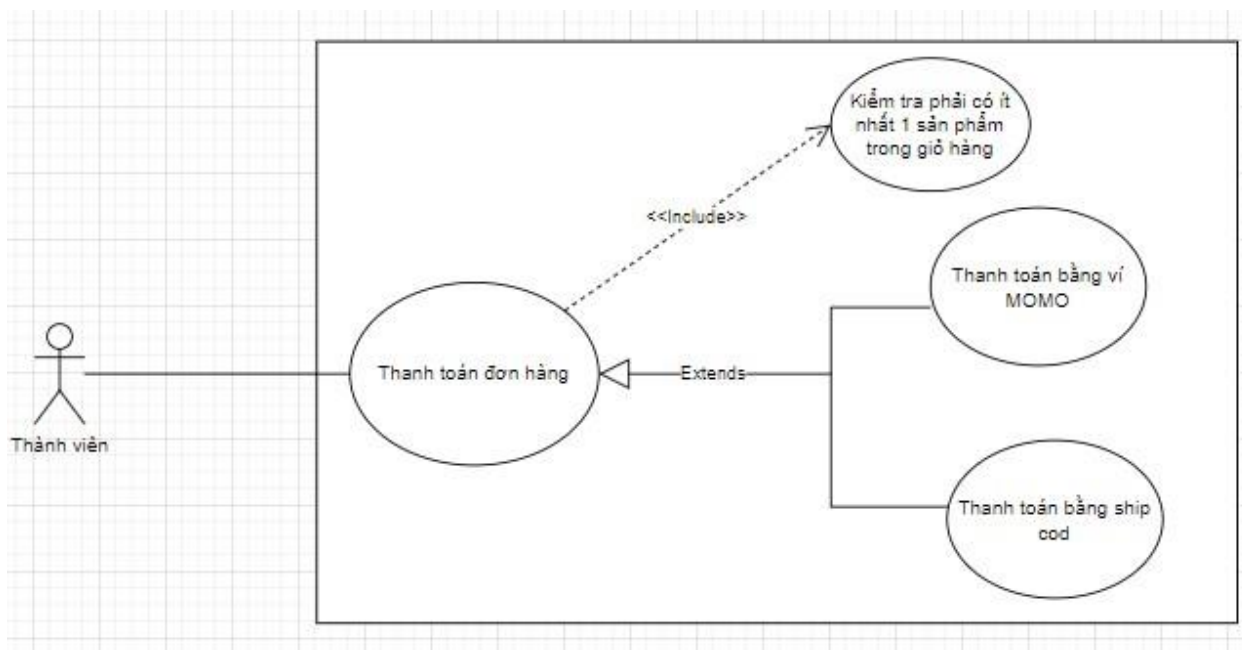 Kiểm tra phải có ít
nhất 1 sản phẩm
trong giỏ hàng
<<Include>>
Thanh toán bằng ví
MOMO
Thanh toán đơn hàng
Extends
Thành viên
Thanh toán bằng ship
cod